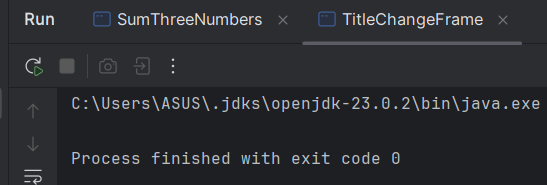 Run SumThreeNumbers TitleChangeFrame
C:\Users\ASUS\.jdks\openjdk-23.0.2\bin\java.exe
Process finished with exit code 0